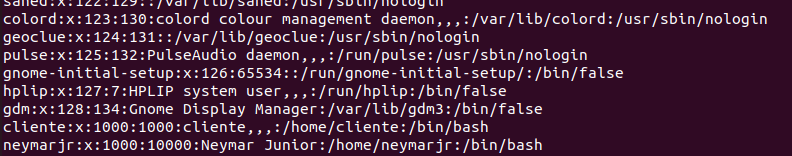 saned:x:122:129::/var/lib/saned:/usr/sbin/nologin
colord:x:123:130:colord colour management daemon,,,:/var/lib/colord:/usr/sbin/nologin
geoclue:x:124:131::/var/lib/geoclue:/usr/sbin/nologin
pulse:x:125:132:PulseAudio daemon,,,:/run/pulse:/usr/sbin/nologin
gnome-initial-setup:x:126:65534::/run/gnome-initial-setup/:/bin/false
hplip:x:127:7:HPLIP system user,,,:/run/hplip:/bin/false
gdm:x:128:134:Gnome Display Manager:/var/lib/gdm3:/bin/false
cliente:x:1000:1000:cliente,,,:/home/cliente:/bin/bash
neymarjr:x:1000:10000:Neymar Junior:/home/neymarjr:/bin/bash